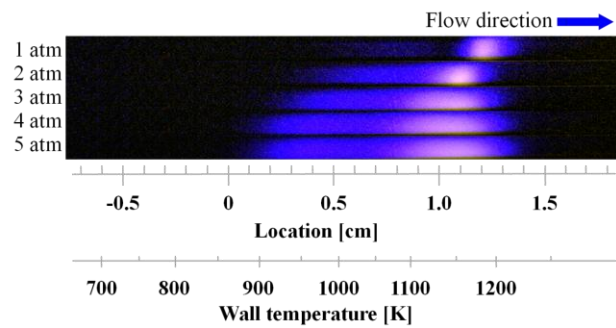 Flow direction
1 atm
2 atm
3 atm
4 atm
5 atm
-0.5 0 0.5 1.0 1.5
Location [cm]
700 800 900 1000 1100 1200
Wall temperature [K]